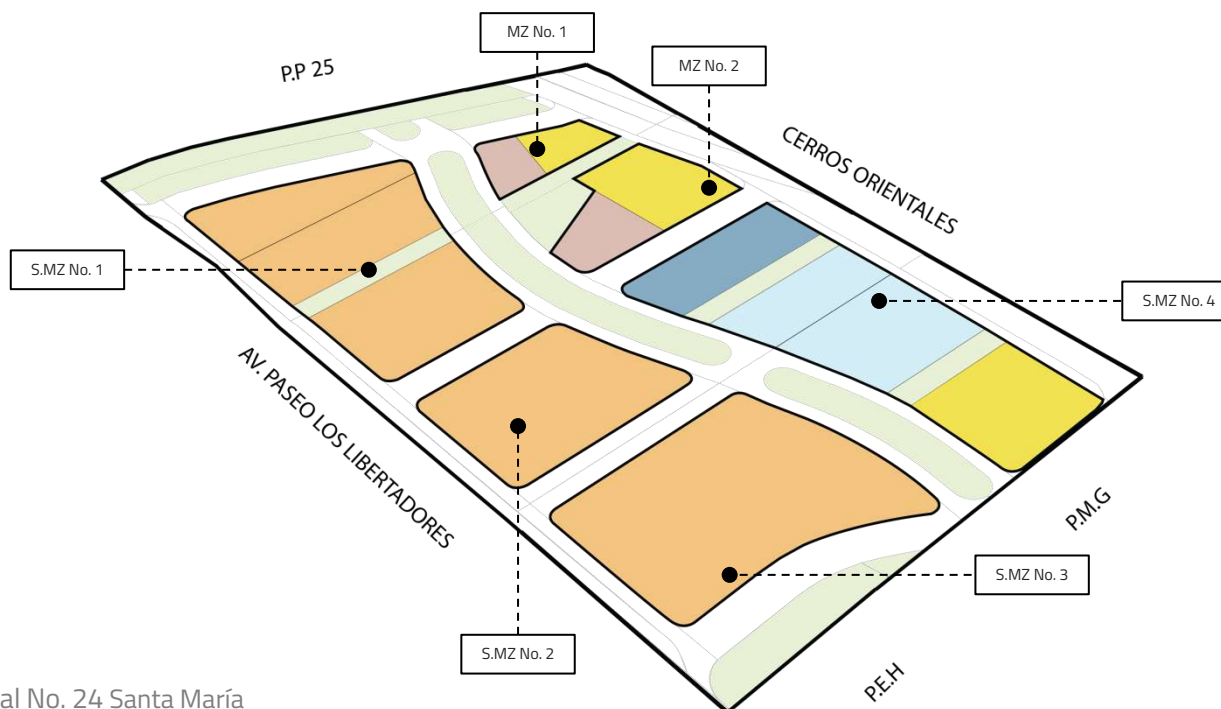 MZ No. 1
P.P 25
MZ No. 2
CERROS ORIENTALES
S.MZ No. 1
S.MZ No. 4
AV. PASEO LOS LIBERTADORES
P.M.G
S.MZ No. 3
S.MZ No. 2
P.E.H
al No. 24 Santa María